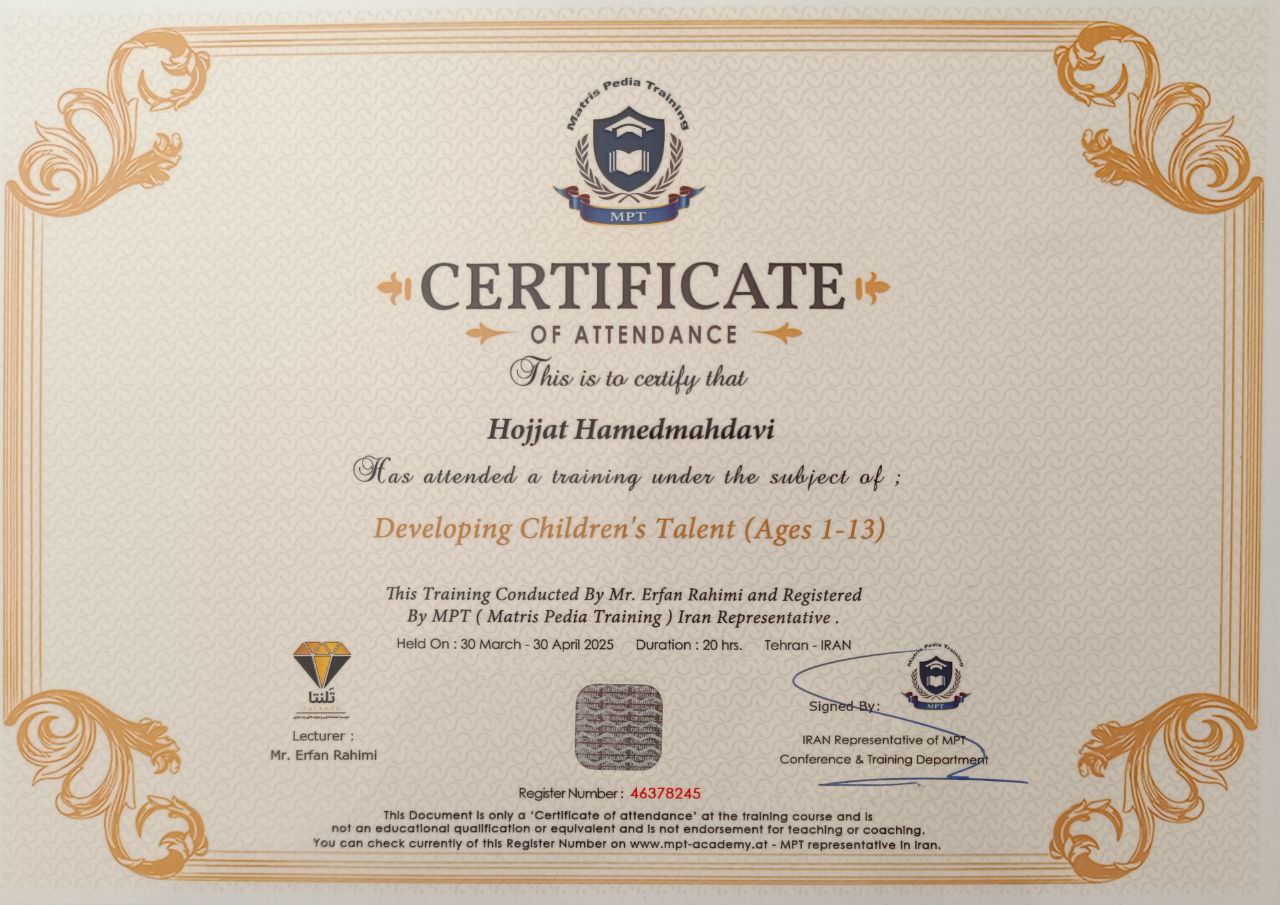 Matris Pedia Training
MPT
CERTIFICATE
OF ATTENDANCE
This is to certify that
Hojjat Hamedmahdavi
Has attended a training under the subject of ;
Developing Children's Talent (Ages 1-13)
This Training Conducted By Mr. Erfan Rahimi and Registered
By MPT ( Matris Pedia Training ) Iran Representative .
Held On : 30 March - 30 April 2025 Duration : 20 hrs. Tehran - IRAN
تَلنتا
Lecturer :
Mr. Erfan Rahimi
GENUINE
ORIGINAL
Matris Pedia Training
MPT
Signed By:
IRAN Representative of MPT
Conference & Training Department
Register Number : 46378245
This Document is only a ‘Certificate of attendance’ at the training course and is
not an educational qualification or equivalent and is not endorsement for teaching or coaching.
You can check currently of this Register Number on www.mpt-academy.at - MPT representative in Iran.